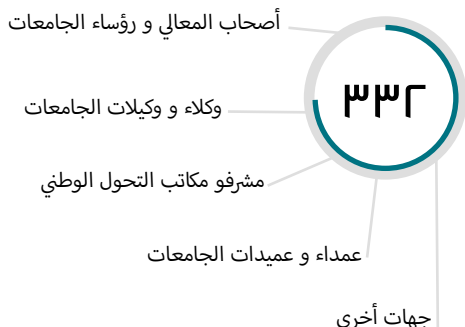 أصحاب المعالي و رؤساء الجامعات
٣٣٢
وكلاء و وكيلات الجامعات
مشرفو مكاتب التحول الوطني
عمداء و عميدات الجامعات
جهات أخرى